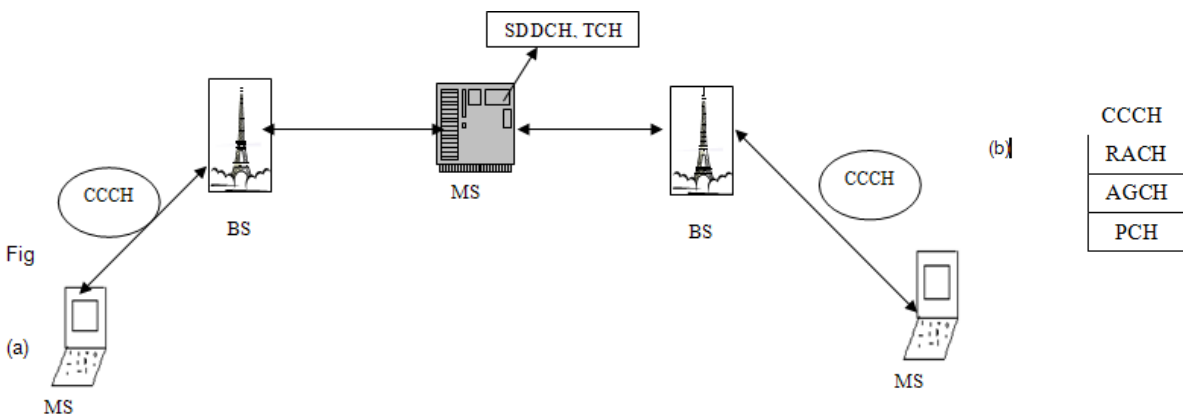 SDDCH, TCH
CCCH
BS
MS
BS
CCCH
Fig
(a)
MS
MS
(b)
CCCH
RACH
AGCH
PCH